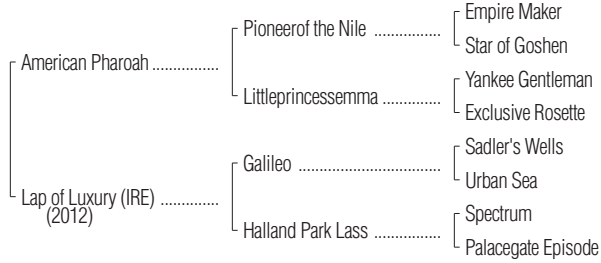 Empire Maker
Pioneerof the Nile ................
Star of Goshen
American Pharoah ................
Yankee Gentleman
Littleprincessemma ..............
Exclusive Rosette
Sadler's Wells
Galileo ..................................
Urban Sea
Lap of Luxury (IRE) ..............
(2012)
Spectrum
Halland Park Lass ................
Palacegate Episode